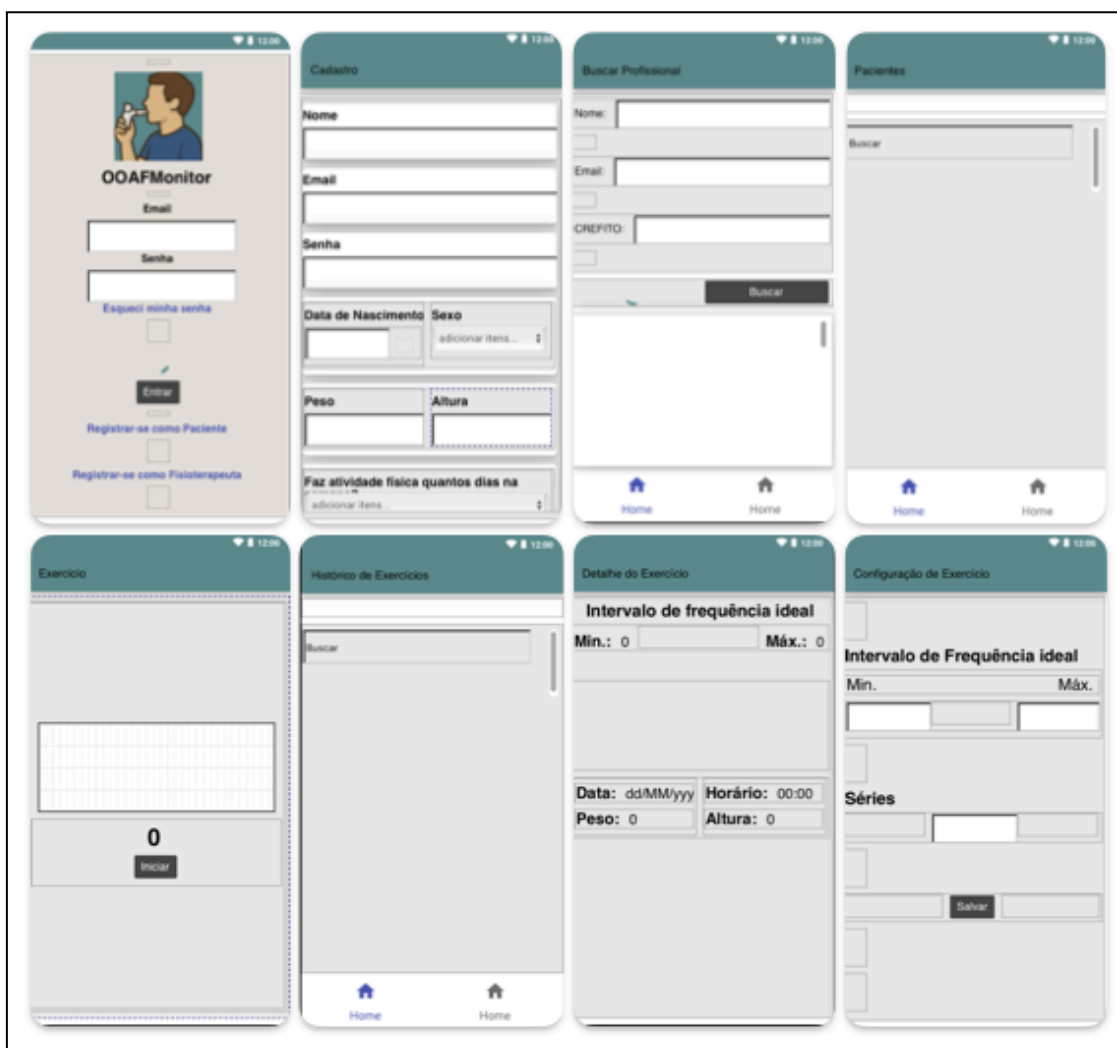 12:00
OOAFMonitor
Email
Senha
Esqueci minha senha
Entrar
Registrar-se como Paciente
Registrar-se como Fisioterapeuta
12:00
Cadastro
Nome
Email
Senha
Data de Nascimento Sexo
adicionar itens...
Peso Altura
Faz atividade física quantos dias na
adicionar itens...
12:00
Buscar Profissional
Nome:
Email:
CREFITO:
Buscar
Home Home
12:00
Pacientes
Buscar
Home Home
12:00
Exercício
0
Iniciar
12:00
Histórico de Exercícios
Buscar
Home Home
12:00
Detalhe do Exercício
Intervalo de frequência ideal
Min.: 0 Máx.: 0
Data: dd/MM/yyy Horário: 00:00
Peso: 0 Altura: 0
12:00
Configuração de Exercício
Intervalo de Frequência ideal
Min. Máx.
Séries
Salvar